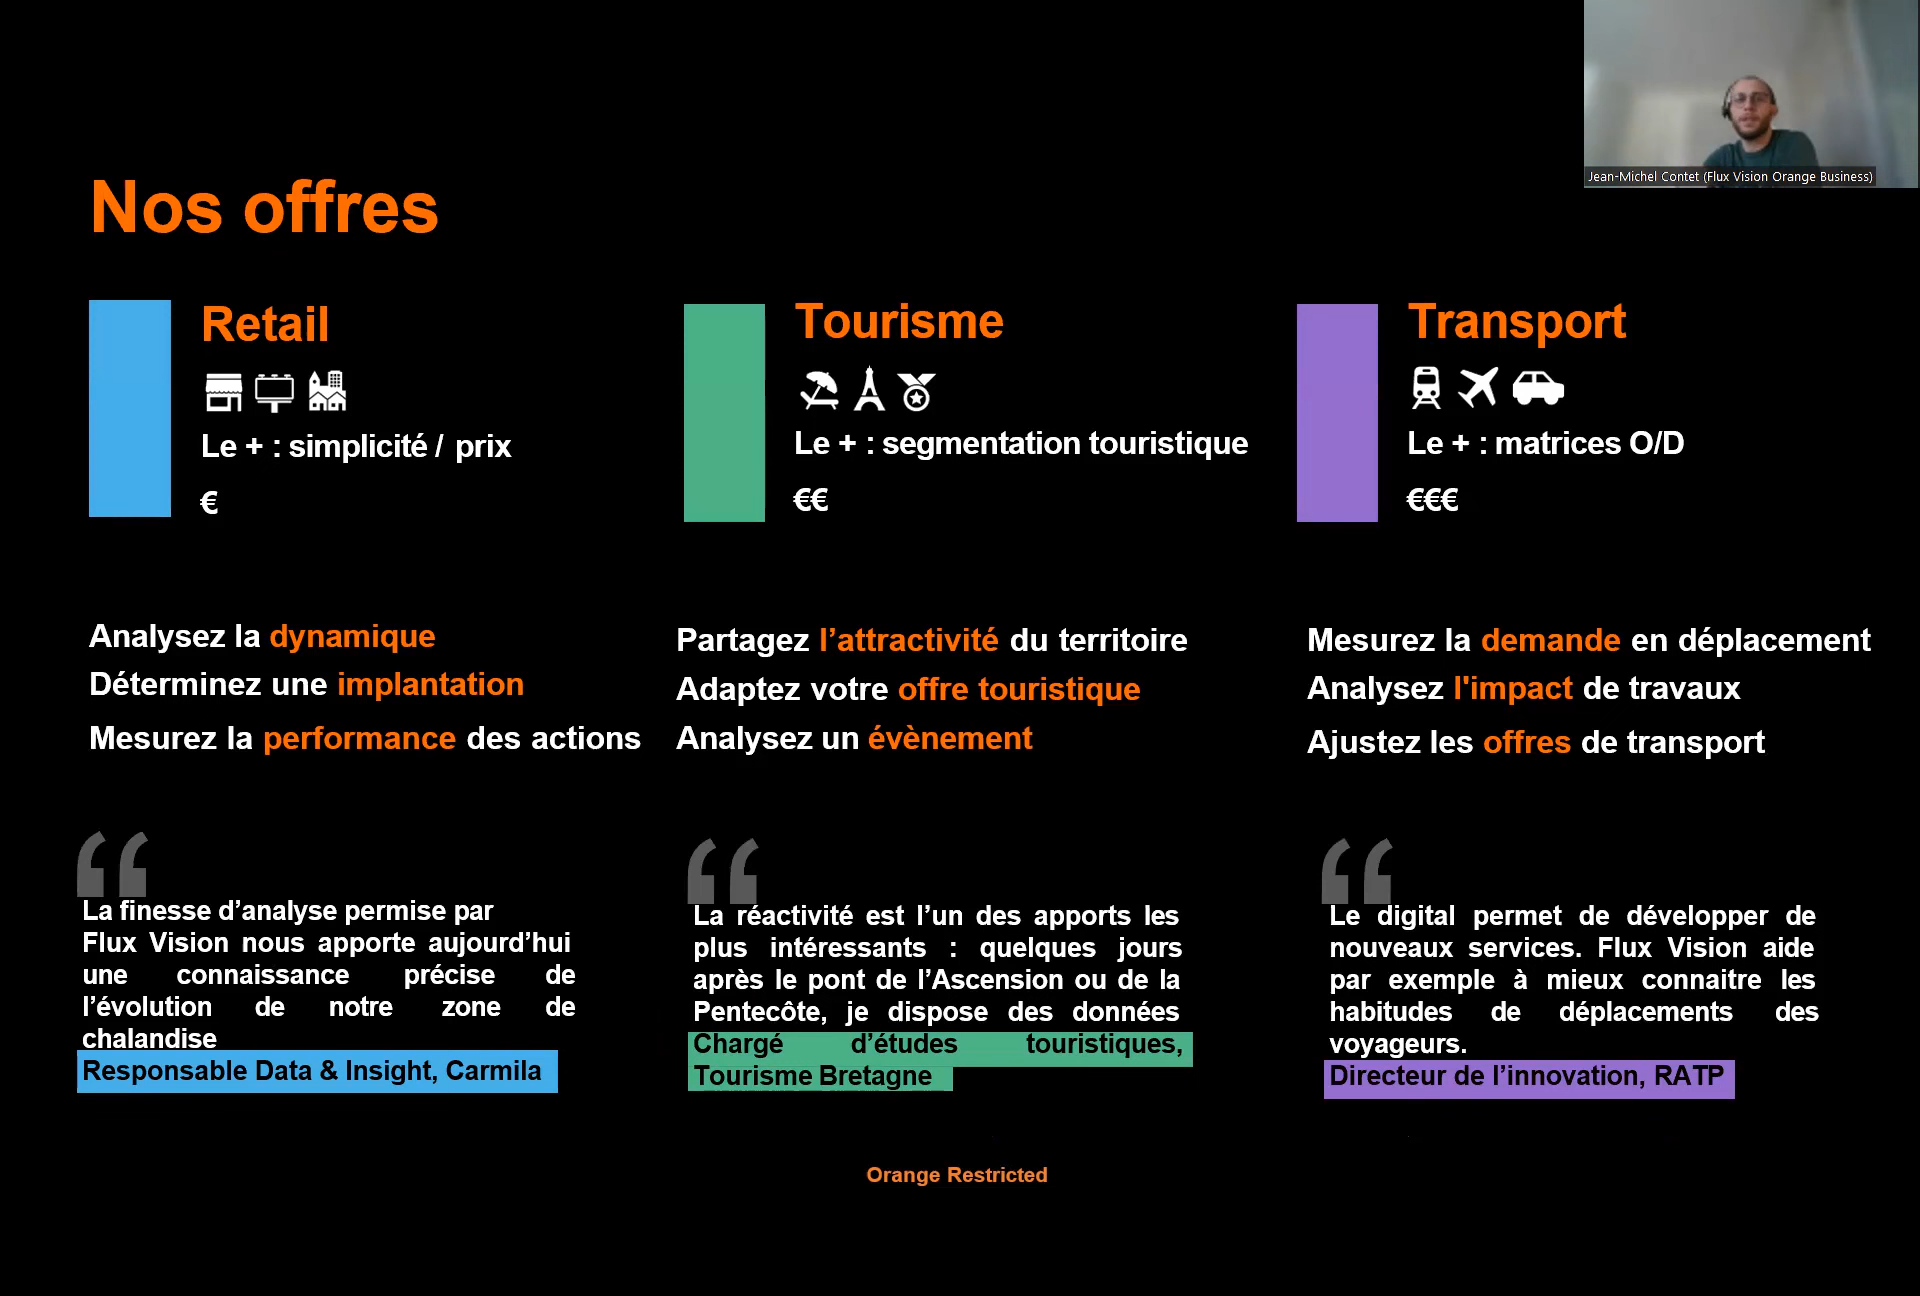 Jean-Michel Contet (Flux Vision Orange Business)
Nos offres
Retail
Le + : simplicité / prix
€
Analysez la dynamique
Déterminez une implantation
Mesurez la performance des actions
“
La finesse d’analyse permise par
Flux Vision nous apporte aujourd’hui
une connaissance précise de
l’évolution de notre zone de
chalandise
Responsable Data & Insight, Carmila
Tourisme
Le + : segmentation touristique
€€
Partagez l’attractivité du territoire
Adaptez votre offre touristique
Analysez un évènement
“
La réactivité est l’un des apports les
plus intéressants : quelques jours
après le pont de l’Ascension ou de la
Pentecôte, je dispose des données
Chargé d’études touristiques,
Tourisme Bretagne
Transport
Le + : matrices O/D
€€€
Mesurez la demande en déplacement
Analysez l'impact de travaux
Ajustez les offres de transport
“
Le digital permet de développer de
nouveaux services. Flux Vision aide
par exemple à mieux connaitre les
habitudes de déplacements des
voyageurs.
Directeur de l’innovation, RATP
Orange Restricted